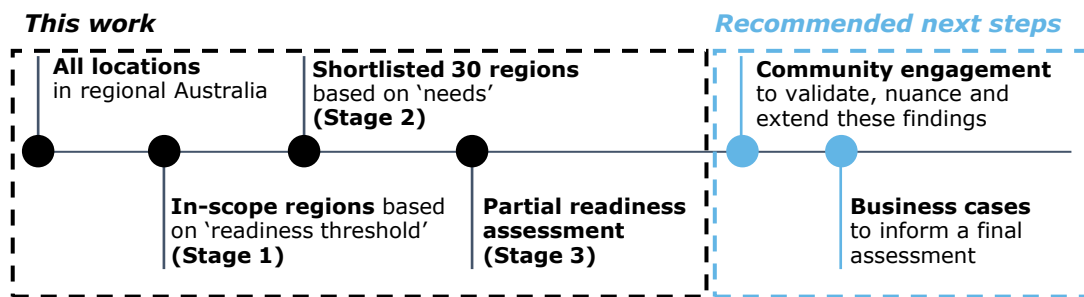 This work
Recommended next steps
All locations
in regional Australia
Shortlisted 30 regions
based on ‘needs’
(Stage 2)
Community engagement
to validate, nuance and
extend these findings
In-scope regions based
on ‘readiness threshold’
(Stage 1)
Partial readiness
assessment
(Stage 3)
Business cases
to inform a final
assessment